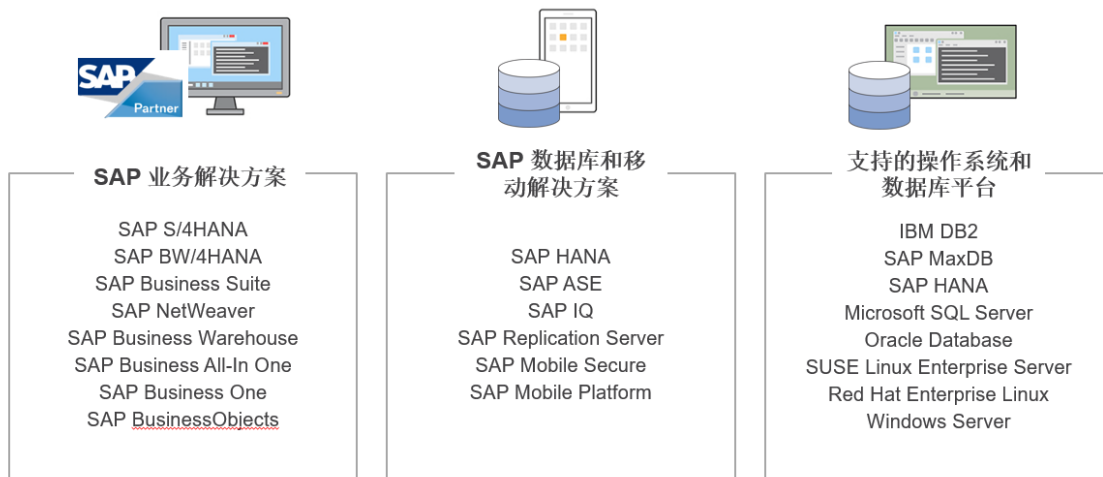 SAP
Partner
SAP 业务解决方案
SAP S/4HANA
SAP BW/4HANA
SAP Business Suite
SAP NetWeaver
SAP Business Warehouse
SAP Business All-In One
SAP Business One
SAP BusinessObjects
SAP 数据库和移
动解决方案
SAP HANA
SAP ASE
SAP IQ
SAP Replication Server
SAP Mobile Secure
SAP Mobile Platform
支持的操作系统和
数据库平台
IBM DB2
SAP MaxDB
SAP HANA
Microsoft SQL Server
Oracle Database
SUSE Linux Enterprise Server
Red Hat Enterprise Linux
Windows Server